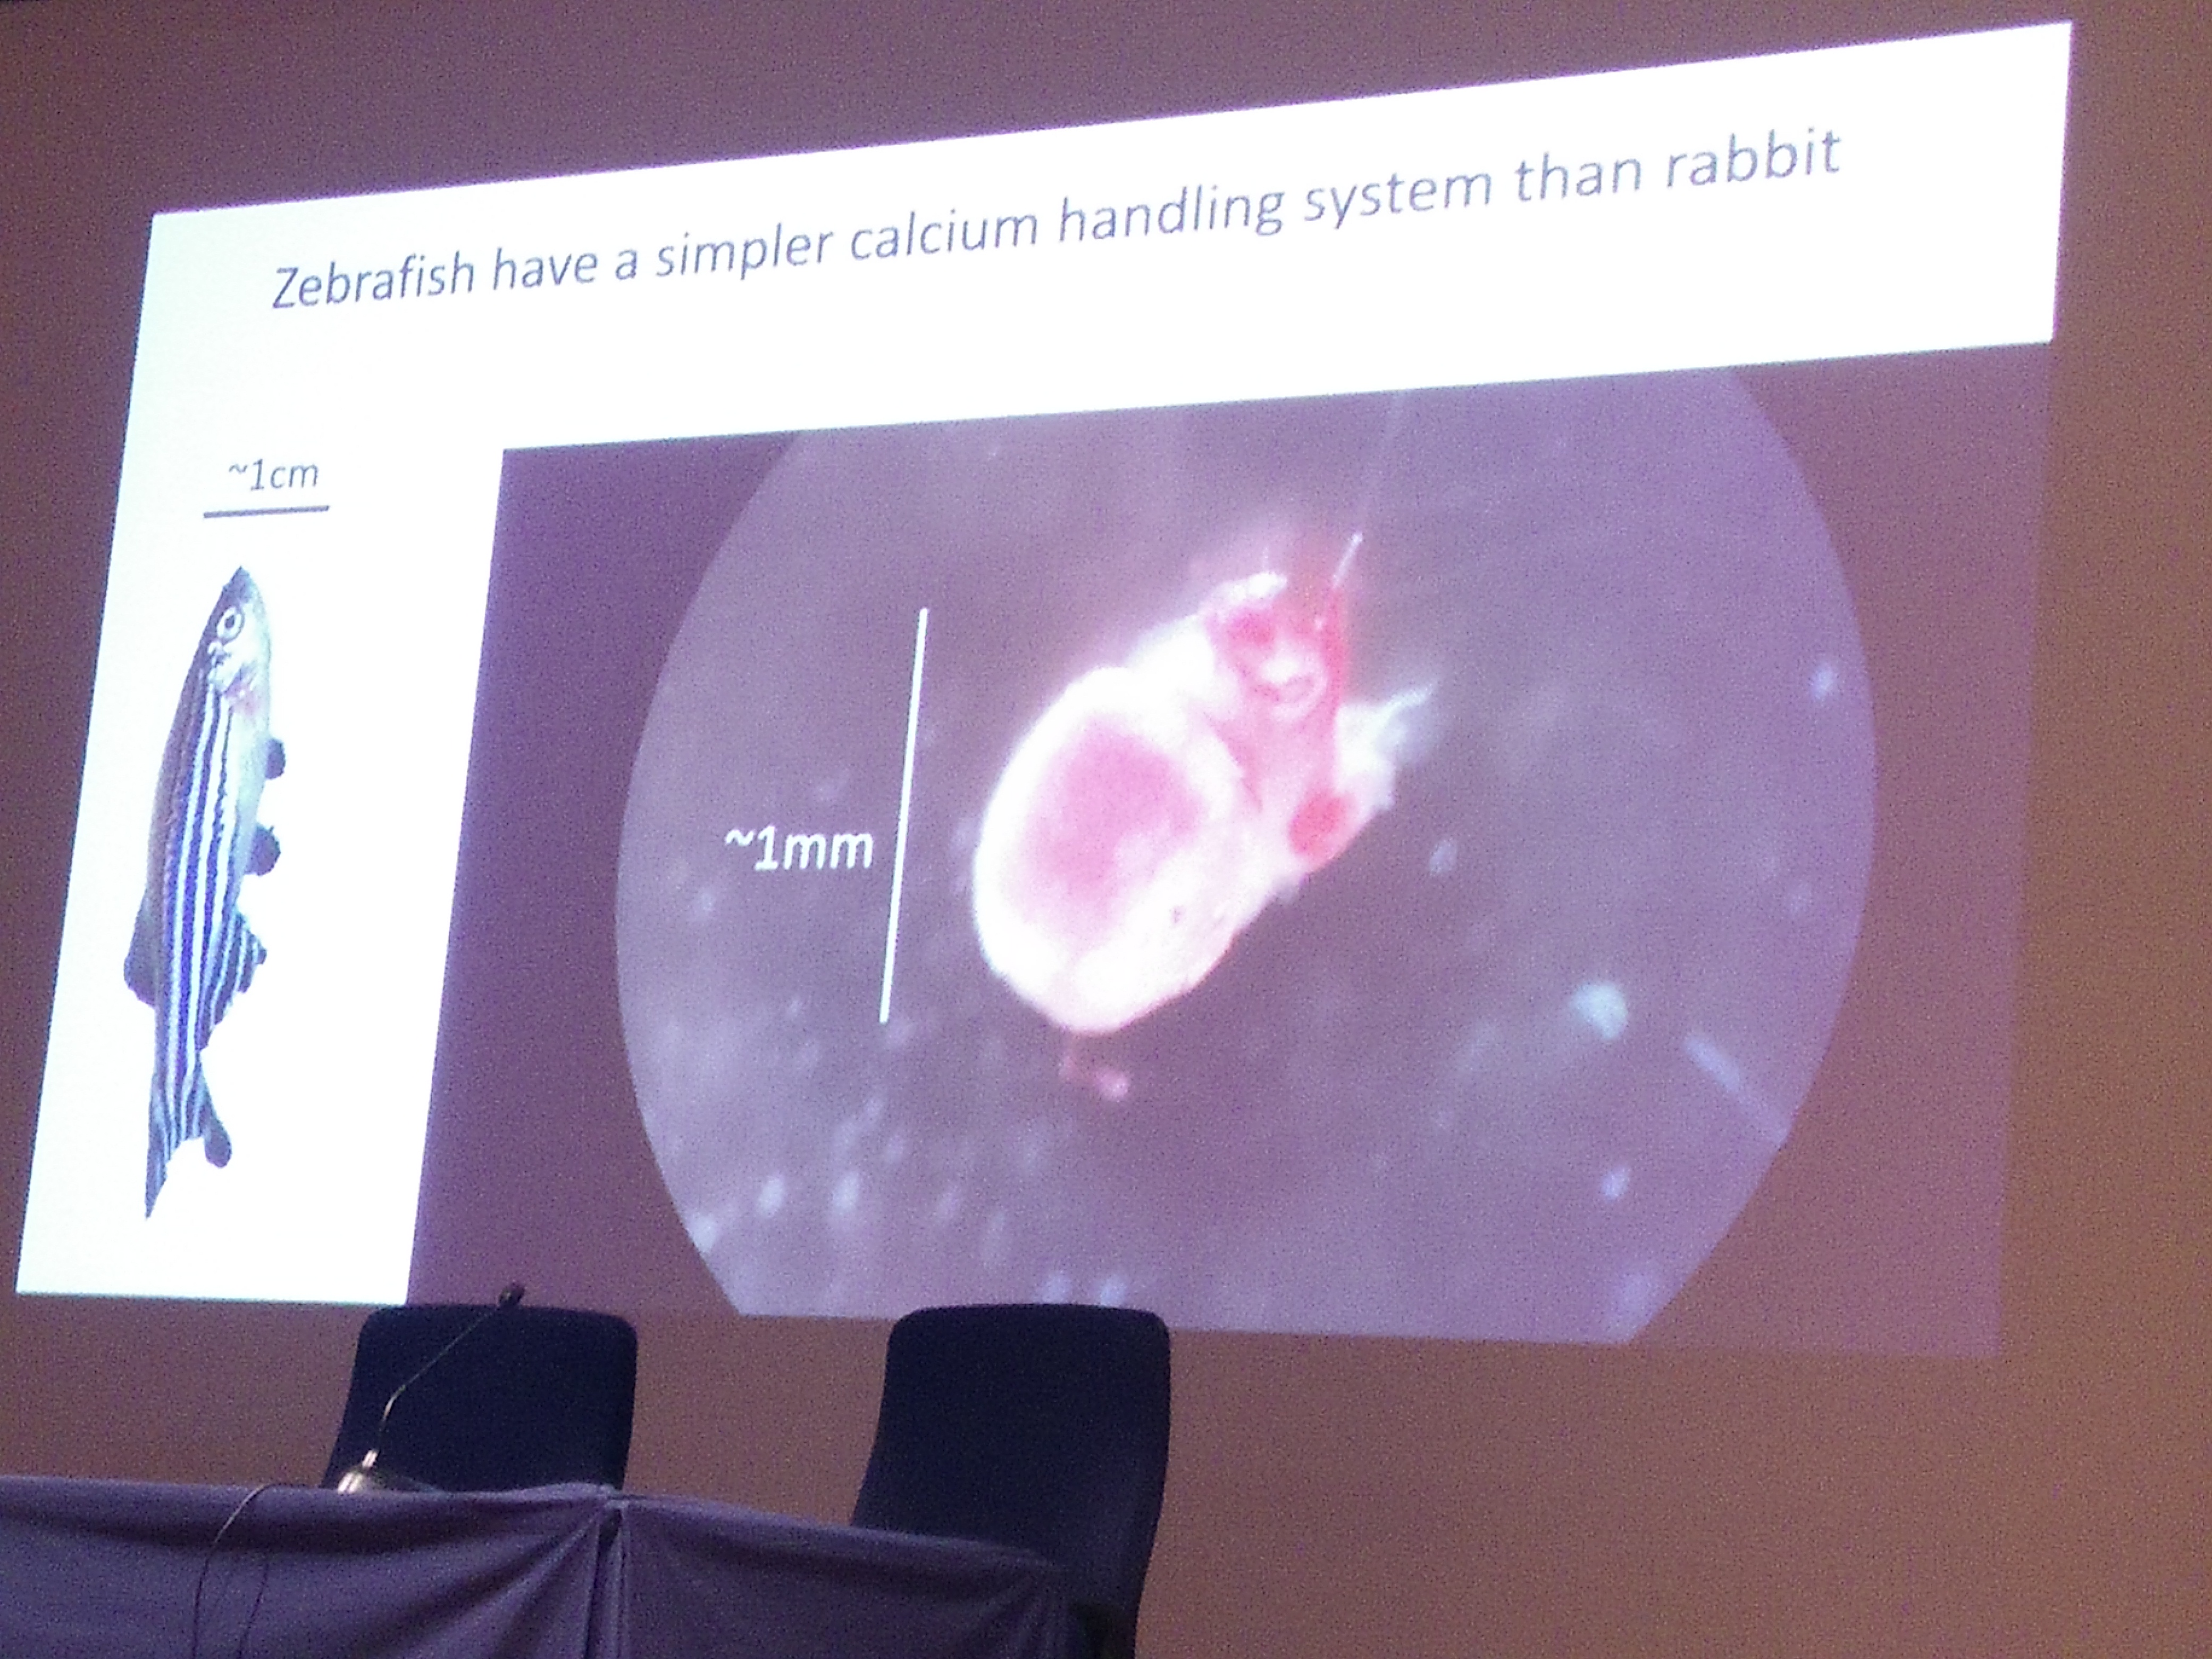 Zebrafish have a simpler calcium handling system than rabbit
~1cm
~1mm